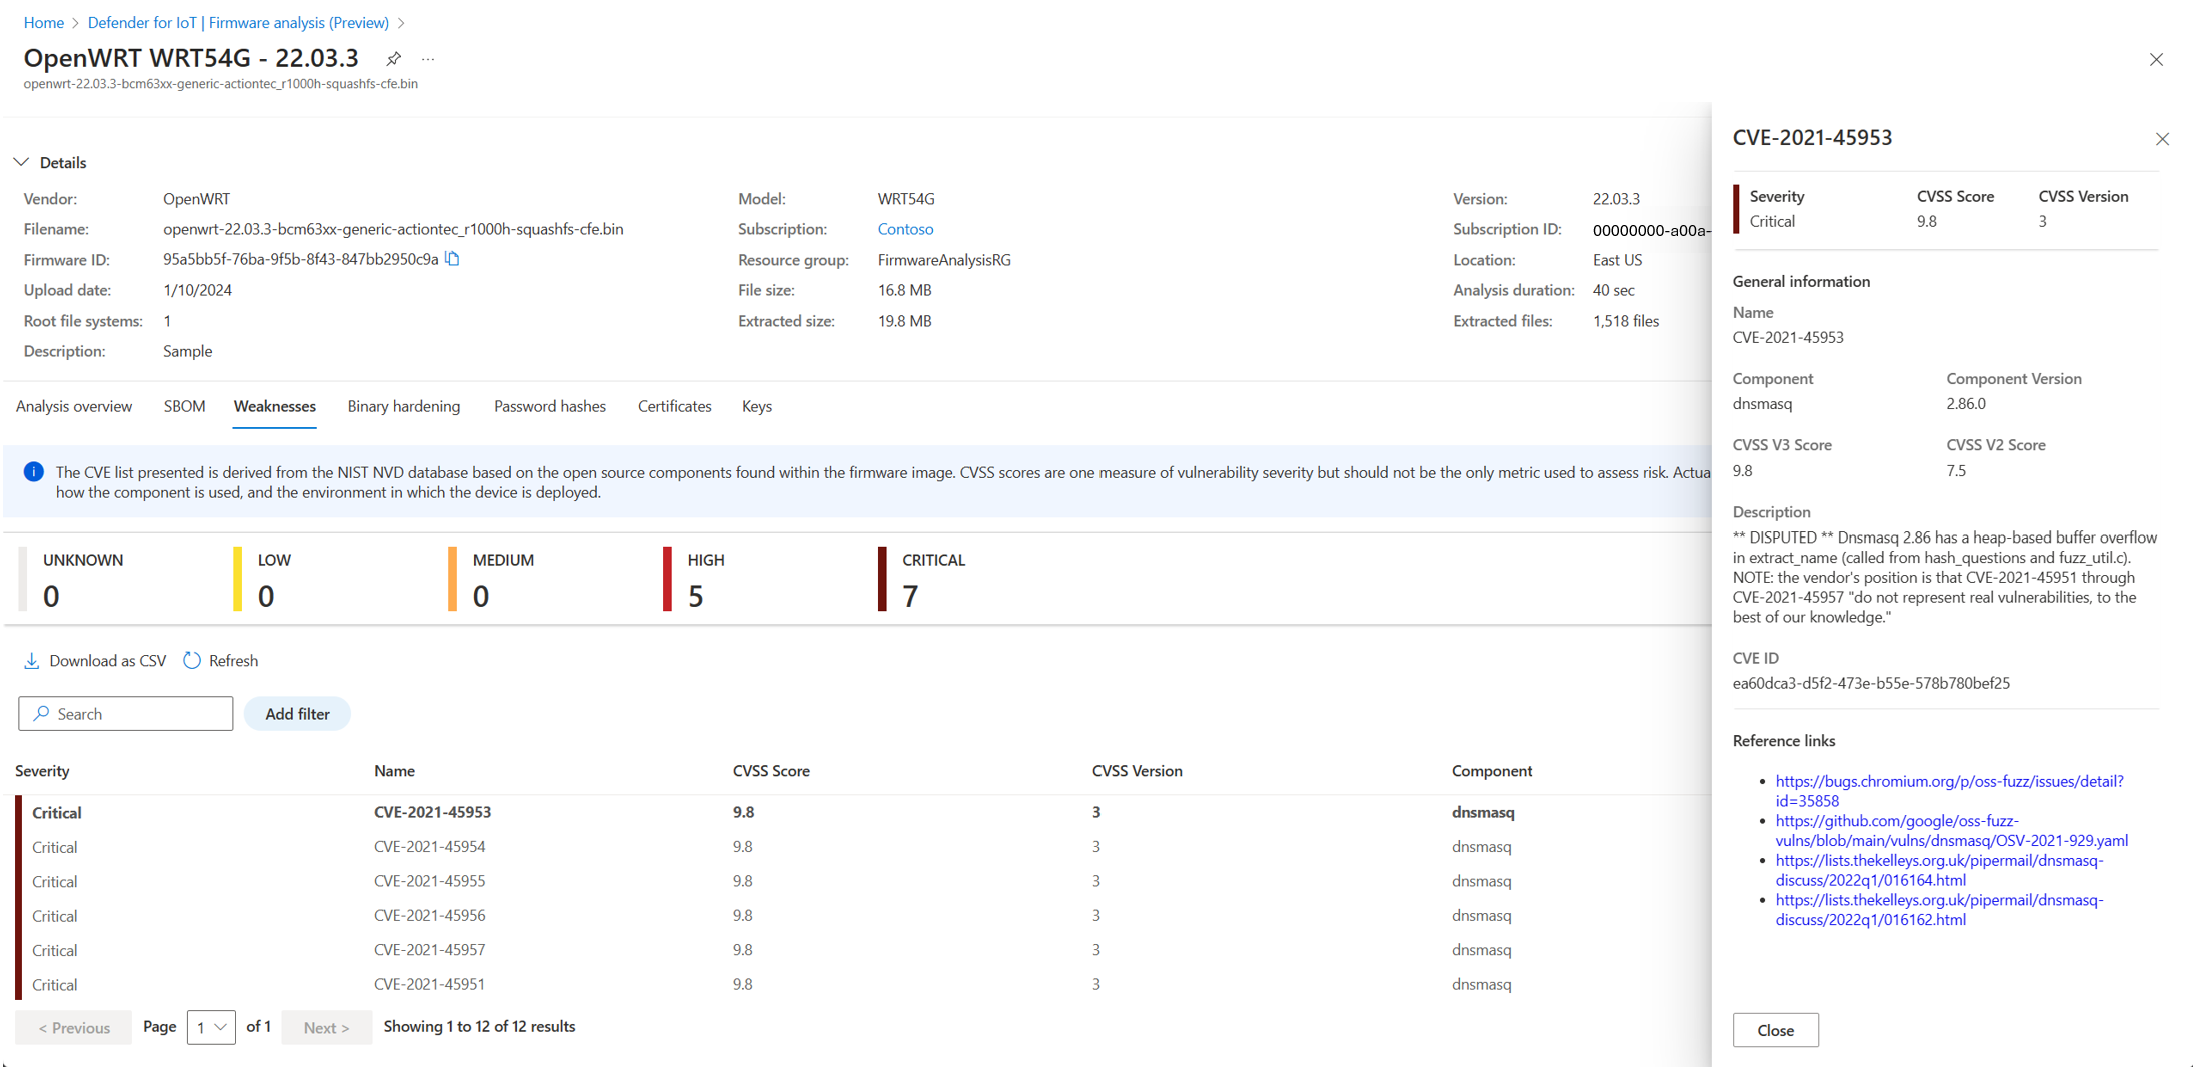 Home > Defender for IoT | Firmware analysis (Preview) >
OpenWRT WRT54G - 22.03.3 ...
openwrt-22.03.3-bcm63xx-generic-actiontec_r1000h-squashfs-cfe.bin
Details
Vendor: OpenWRT Model: WRT54G Version: 22.03.3
Filename: openwrt-22.03.3-bcm63xx-generic-actiontec_r1000h-squashfs-cfe.bin Subscription: Contoso Subscription ID: 00000000-a00a-
Firmware ID: 95a5bb5f-76ba-9f5b-8f43-847bb2950c9a Resource group: FirmwareAnalysisRG Location: East US
Upload date: 1/10/2024 File size: 16.8 MB Analysis duration: 40 sec
Root file systems: 1 Extracted size: 19.8 MB Extracted files: 1,518 files
Description: Sample
Analysis overview SBOM Weaknesses Binary hardening Password hashes Certificates Keys
The CVE list presented is derived from the NIST NVD database based on the open source components found within the firmware image. CVSS scores are one measure of vulnerability severity but should not be the only metric used to assess risk. Actua
how the component is used, and the environment in which the device is deployed.
UNKNOWN LOW MEDIUM HIGH CRITICAL
0 0 0 5 7
Download as CSV Refresh
Search Add filter
Severity Name CVSS Score CVSS Version Component
Critical CVE-2021-45953 9.8 3 dnsmasq
Critical CVE-2021-45954 9.8 3 dnsmasq
Critical CVE-2021-45955 9.8 3 dnsmasq
Critical CVE-2021-45956 9.8 3 dnsmasq
Critical CVE-2021-45957 9.8 3 dnsmasq
Critical CVE-2021-45951 9.8 3 dnsmasq
< Previous Page 1 of 1 Next > Showing 1 to 12 of 12 results
CVE-2021-45953
Severity CVSS Score CVSS Version
Critical 9.8 3
General information
Name
CVE-2021-45953
Component Component Version
dnsmasq 2.86.0
CVSS V3 Score CVSS V2 Score
9.8 7.5
Description
** DISPUTED ** Dnsmasq 2.86 has a heap-based buffer overflow
in extract_name (called from hash_questions and fuzz_util.c).
NOTE: the vendor's position is that CVE-2021-45951 through
CVE-2021-45957 "do not represent real vulnerabilities, to the
best of our knowledge."
CVE ID
ea60dca3-d5f2-473e-b55e-578b780bef25
Reference links
https://bugs.chromium.org/p/oss-fuzz/issues/detail?
id=35858
https://github.com/google/oss-fuzz-
vulns/blob/main/vulns/dnsmasq/OSV-2021-929.yaml
https://lists.thekelleys.org.uk/pipermail/dnsmasq-
discuss/2022q1/016164.html
https://lists.thekelleys.org.uk/pipermail/dnsmasq-
discuss/2022q1/016162.html
Close